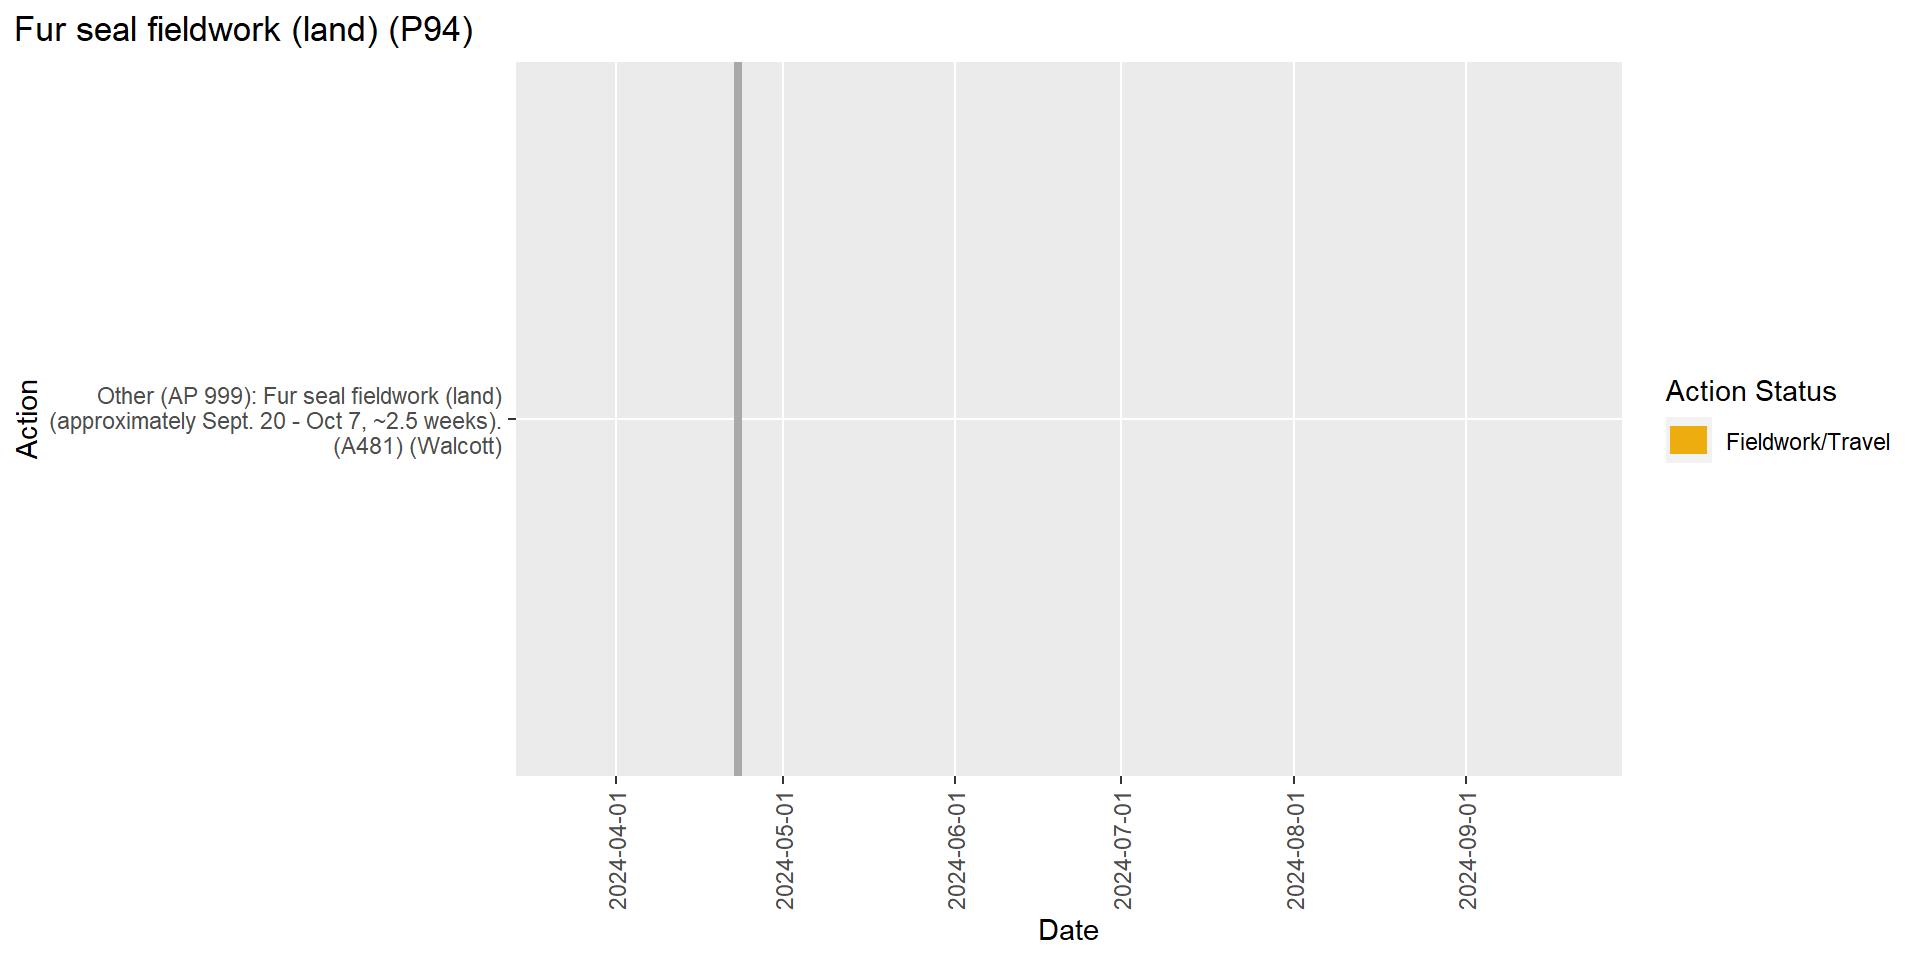 Fur seal fieldwork (land) (P94)
Action
Other (AP 999): Fur seal fieldwork (land)
(approximately Sept. 20 - Oct 7, ~2.5 weeks).
(A481) (Walcott)
2024-04-01
2024-05-01
2024-06-01
2024-07-01
2024-08-01
2024-09-01
Date
Action Status
Fieldwork/Travel